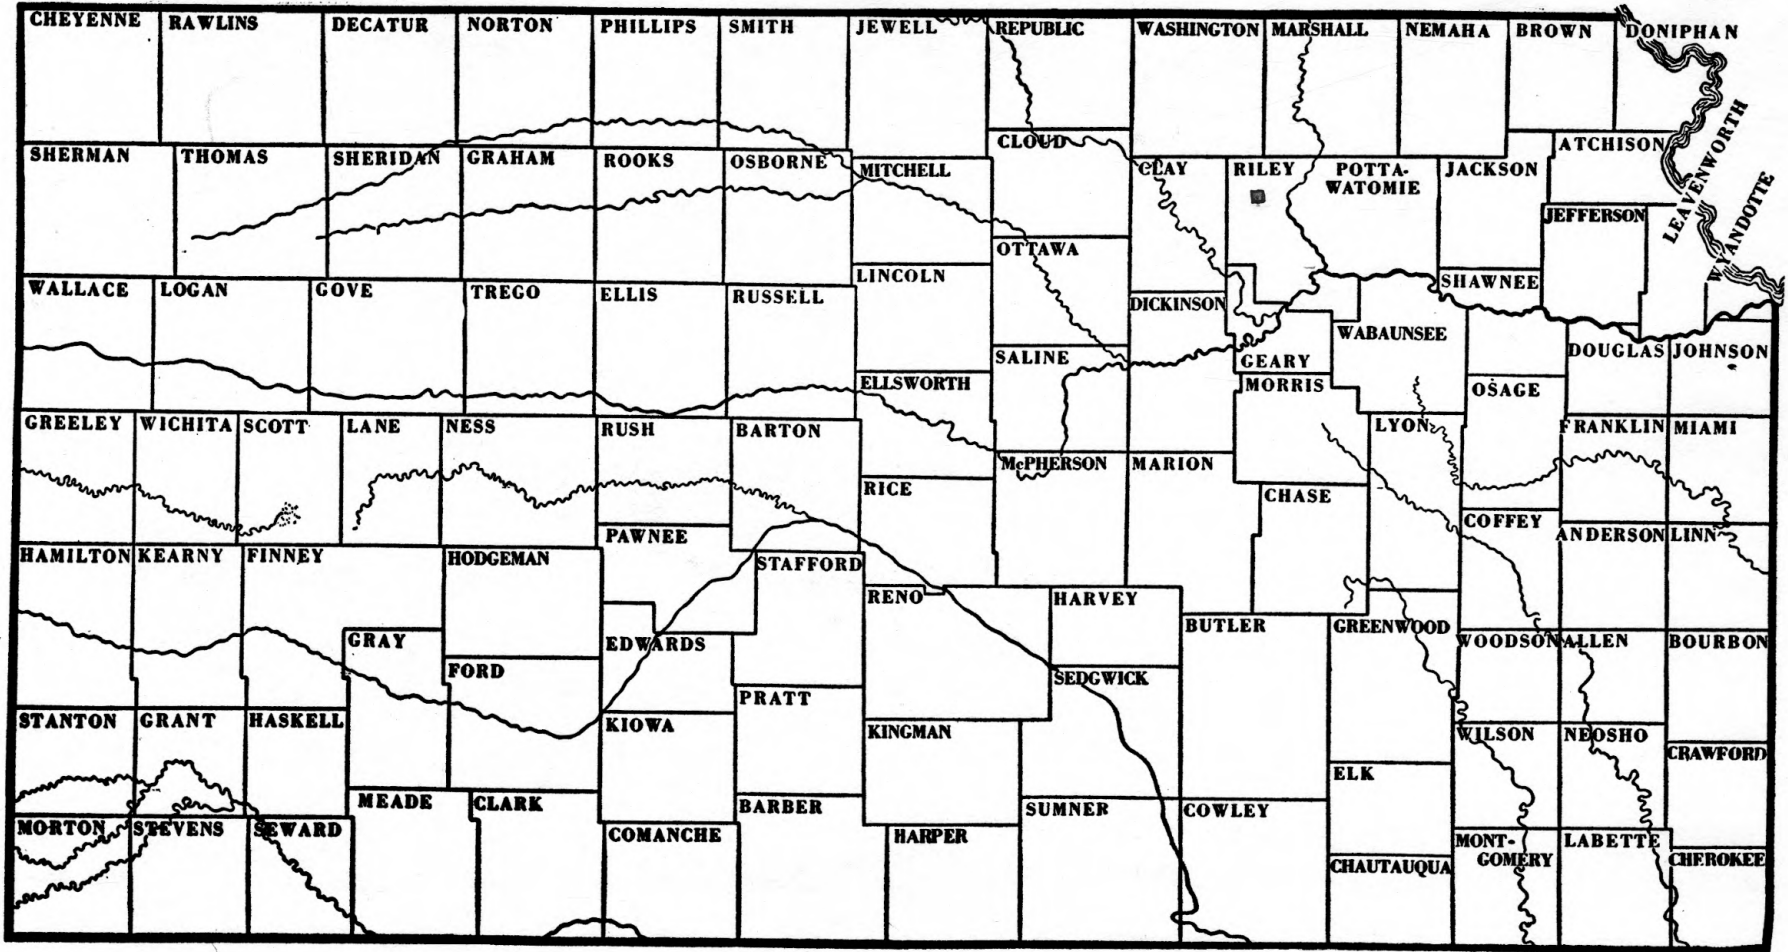 CHEYENNE
RAWLINS
DECATUR
NORTON
PHILLIPS
SMITH
JEWELL
REPUBLIC
WASHINGTON
MARSHALL
NEMAHA
BROWN
DONIPHAN
SHERMAN
THOMAS
SHERIDAN
GRAHAM
ROOKS
OSBORNE
MITCHELL
CLOUD
CLAY
RILEY
POTTA-
WATOMIE
JACKSON
ATCHISON
JEFFERSON
LEAVENWORTH
WYANDOTTE
WALLACE
LOGAN
GOVE
TREGO
ELLIS
RUSSELL
LINCOLN
OTTAWA
DICKINSON
GEARY
WABAUNSEE
SHAWNEE
DOUGLAS
JOHNSON
SALINE
ELLSWORTH
MORRIS
OSAGE
GREELEY
WICHITA
SCOTT
LANE
NESS
RUSH
BARTON
RICE
McPHERSON
MARION
CHASE
LYON
FRANKLIN
MIAMI
COFFEY
ANDERSON
LINN
HAMILTON
KEARNY
FINNEY
HODGEMAN
PAWNEE
STAFFORD
RENO
HARVEY
BUTLER
GREENWOOD
WOODSON
ALLEN
BOURBON
GRAY
FORD
EDWARDS
PRATT
SEDGWICK
STANTON
GRANT
HASKELL
KIOWA
KINGMAN
ELK
WILSON
NEOSHO
CRAWFORD
MORTON
STEVENS
SEWARD
MEADE
CLARK
COMANCHE
BARBER
HARPER
SUMNER
COWLEY
CHAUTAUQUA
MONT-
GOMERY
LABETTE
CHEROKEE